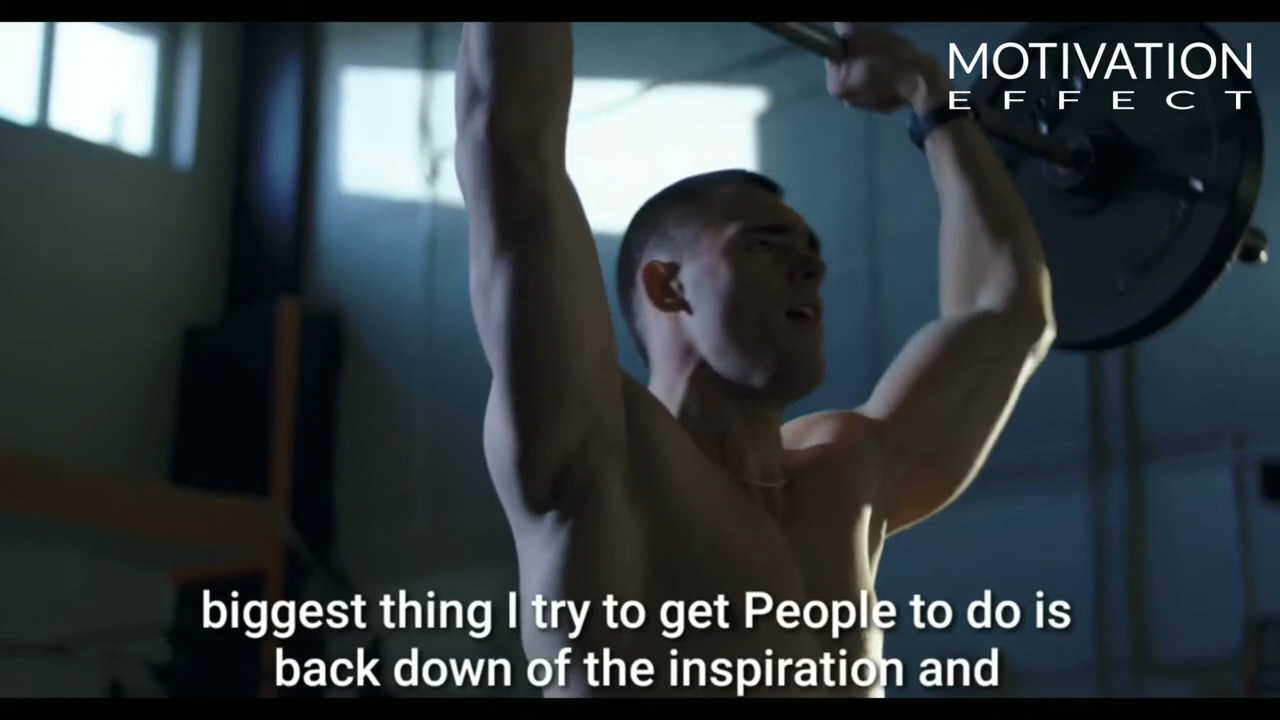 MOTIVATION
EFFECT
biggest thing I try to get People to do is
back down of the inspiration and